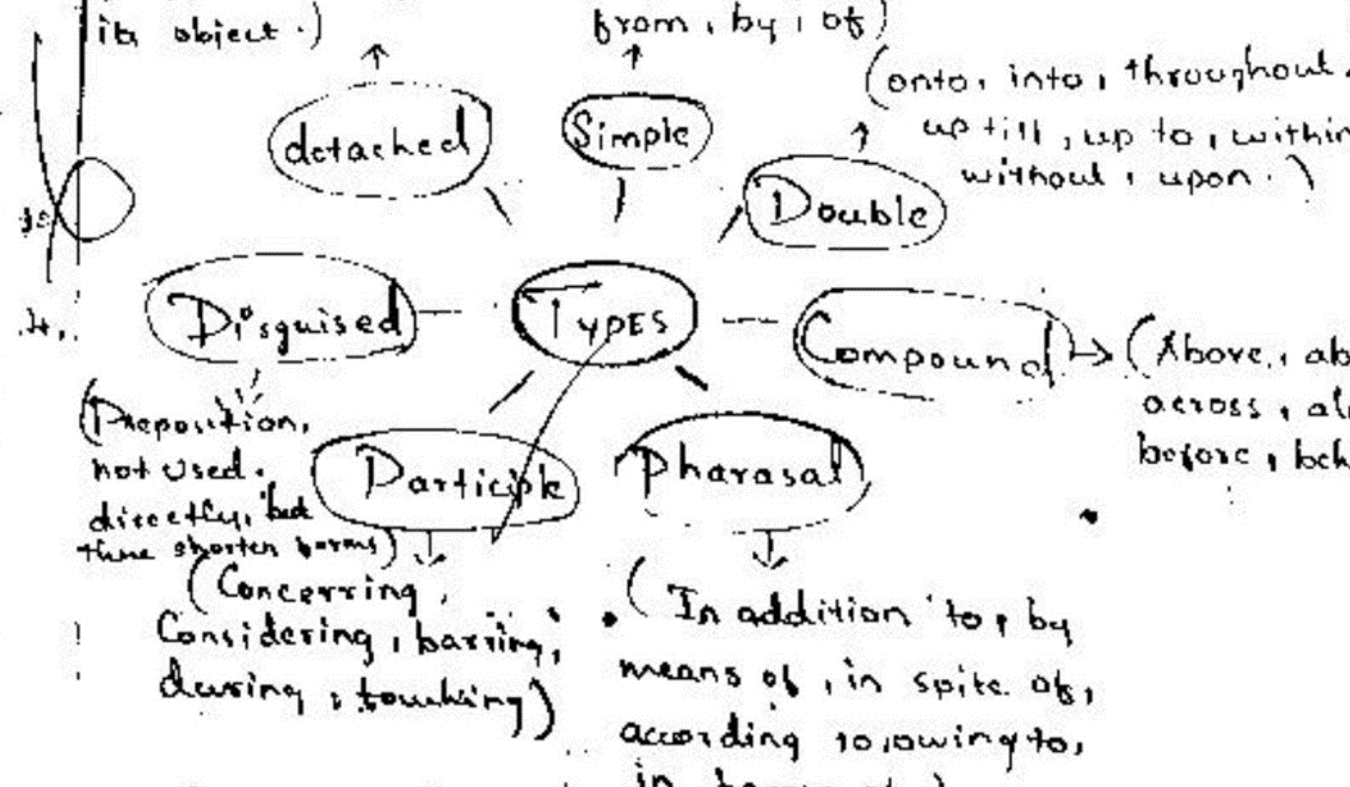 its object.)
from, by, of)
(onto, into, throughout,
up till, up to, within
without, upon.)
detached
Simple
Double
Disguised
TYPES
Compound
(Above, ab
across, al
before, beh
(Preposition,
not used.
directly, but
shorter forms)
Participle
Pharasal
(Concerring,
Considering, barring,
during, touching)
(In addition to, by
means of, in spite of,
according to, owing to,
in